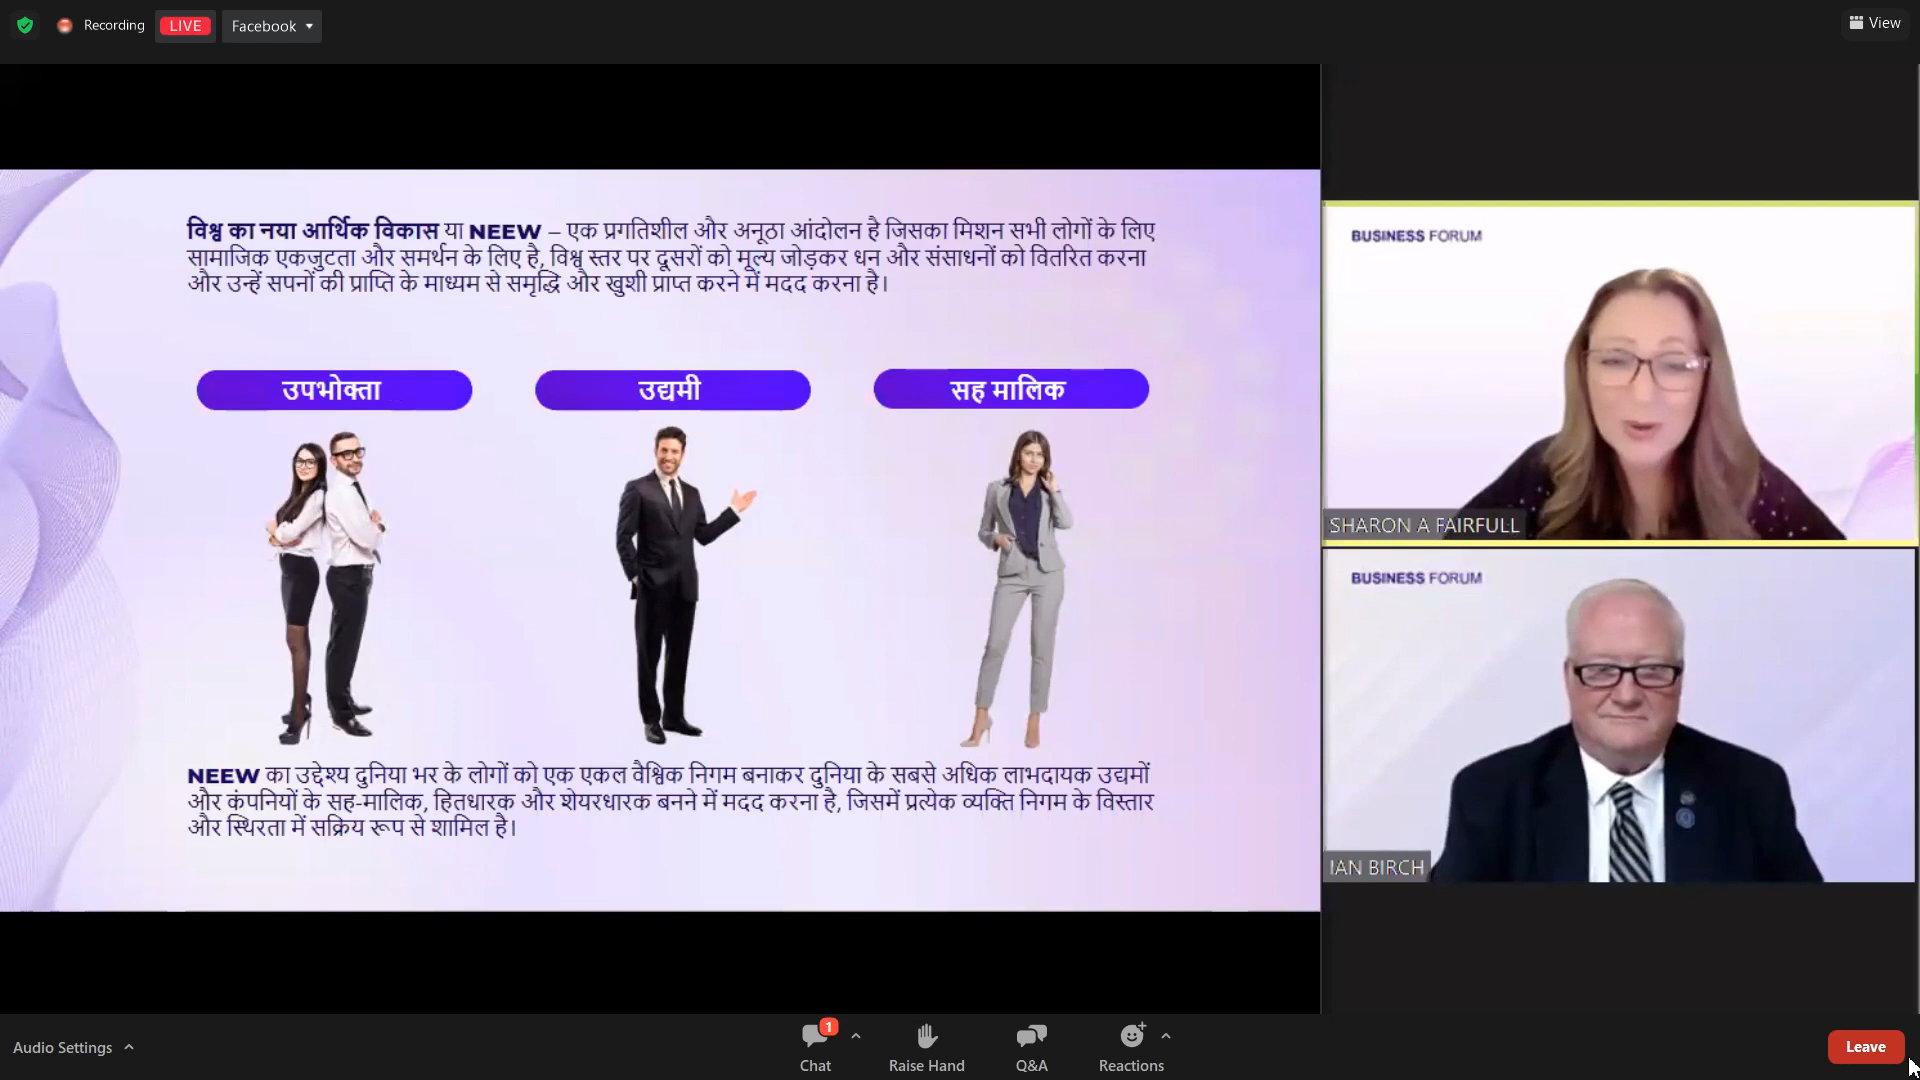 Recording
LIVE
Facebook
View
विश्व का नया आर्थिक विकास या NEEW – एक प्रगतिशील और अनूठा आंदोलन है जिसका मिशन सभी लोगों के लिए
सामाजिक एकजुटता और समर्थन के लिए है, विश्व स्तर पर दूसरों को मूल्य जोड़कर धन और संसाधनों को वितरित करना
और उन्हें सपनों की प्राप्ति के माध्यम से समृद्धि और खुशी प्राप्त करने में मदद करना है।
उपभोक्ता
उद्यमी
सह मालिक
NEEW का उद्देश्य दुनिया भर के लोगों को एक एकल वैश्विक निगम बनाकर दुनिया के सबसे अधिक लाभदायक उद्यमों
और कंपनियों के सह-मालिक, हितधारक और शेयरधारक बनने में मदद करना है, जिसमें प्रत्येक व्यक्ति निगम के विस्तार
और स्थिरता में सक्रिय रूप से शामिल है।
BUSINESS FORUM
SHARON A FAIRFULL
BUSINESS FORUM
IAN BIRCH
Audio Settings
1
Chat
Raise Hand
Q&A
Reactions
Leave